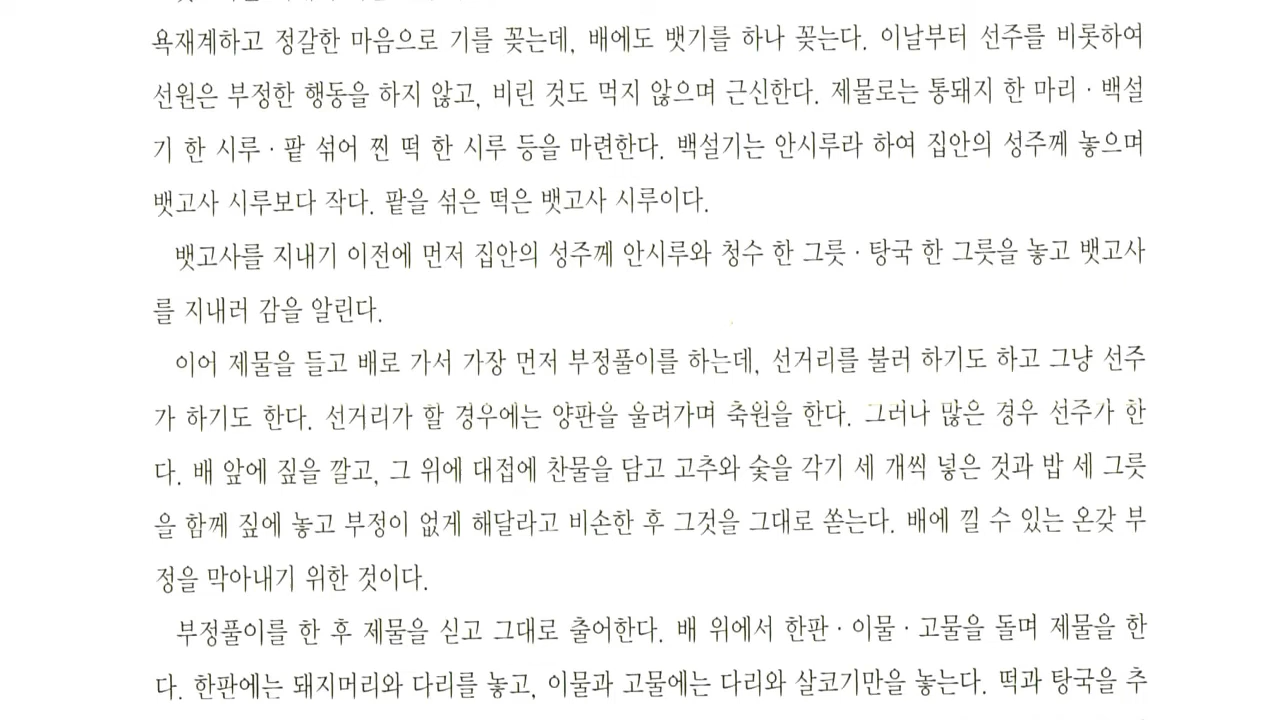 욕재계하고 정갈한 마음으로 기를 꽂는데, 배에도 뱃기를 하나 꽂는다. 이날부터 선주를 비롯하여
선원은 부정한 행동을 하지 않고, 비린 것도 먹지 않으며 근신한다. 제물로는 통돼지 한 마리 · 백설
기 한 시루 · 팥 섞어 찐 떡 한 시루 등을 마련한다. 백설기는 안시루라 하여 집안의 성주께 놓으며
뱃고사 시루보다 작다. 팥을 섞은 떡은 뱃고사 시루이다.
뱃고사를 지내기 이전에 먼저 집안의 성주께 안시루와 청수 한 그릇 · 탕국 한 그릇을 놓고 뱃고사
를 지내러 감을 알린다.
이어 제물을 들고 배로 가서 가장 먼저 부정풀이를 하는데, 선거리를 불러 하기도 하고 그냥 선주
가 하기도 한다. 선거리가 할 경우에는 양판을 울려가며 축원을 한다. 그러나 많은 경우 선주가 한
다. 배 앞에 짚을 깔고, 그 위에 대접에 찬물을 담고 고추와 숯을 각기 세 개씩 넣은 것과 밥 세 그릇
을 함께 짚에 놓고 부정이 없게 해달라고 비손한 후 그것을 그대로 쏟는다. 배에 낄 수 있는 온갖 부
정을 막아내기 위한 것이다.
부정풀이를 한 후 제물을 싣고 그대로 출어한다. 배 위에서 한판 · 이물 · 고물을 돌며 제물을 한
다. 한판에는 돼지머리와 다리를 놓고, 이물과 고물에는 다리와 살코기만을 놓는다. 떡과 탕국을 추